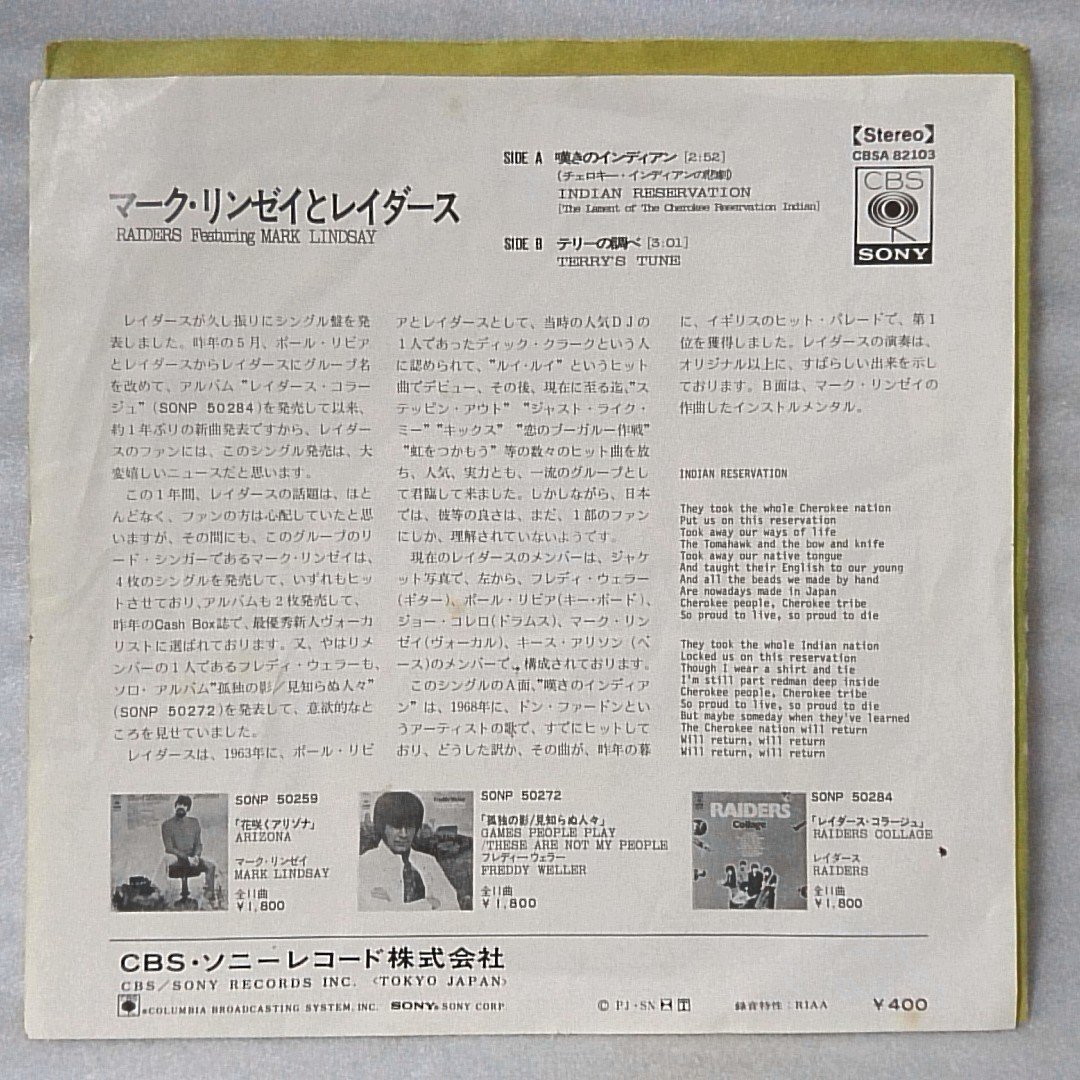 【Stereo】
CBSA 82103
CBS
SONY
マーク・リンゼイとレイダース
RAIDERS Featuring MARK LINDSAY
SIDE A 嘆きのインディアン [2:52]
(チェロキー・インディアンの悲劇)
INDIAN RESERVATION
[The Lament of The Cherokee Reservation Indian]
SIDE B テリーの調べ [3:01]
TERRY'S TUNE
レイダースが久し振りにシングル盤を発
表しました。昨年の5月、ポール・リビア
とレイダースからレイダースにグループ名
を改めて、アルバム"レイダース・コラー
ジュ"(SONP 50284)を発売して以来、
約1年ぶりの新曲発表ですから、レイダー
スのファンには、このシングル発売は、大
変嬉しいニュースだと思います。
この1年間、レイダースの話題は、ほと
んどなく、ファンの方は心配していたと思
いますが、その間にも、このグループのリ
ード・シンガーであるマーク・リンゼイは、
4枚のシングルを発売して、いずれもヒッ
トさせており、アルバムも2枚発売して、
昨年のCash Box誌で、最優秀新人ヴォーカ
リストに選ばれております。又、やはりメ
ンバーの1人であるフレディ・ウェラーも、
ソロ・アルバム"孤独の影/見知らぬ人々"
(SONP 50272)を発表して、意欲的なと
ころを見せていました。
レイダースは、1963年に、ポール・リビ
アとレイダースとして、当時の人気DJの
1人であったディック・クラークという人
に認められて、"ルイ・ルイ"というヒット
曲でデビュー、その後、現在に至る迄、"ス
テッピン・アウト" "ジャスト・ライク・
ミー" "キックス" "恋のブーガルー作戦"
"虹をつかもう" 等の数々のヒット曲を放
ち、人気、実力とも、一流のグループとし
て君臨して来ました。しかしながら、日本
では、彼等の良さは、まだ、1部のファン
にしか、理解されていないようです。
現在のレイダースのメンバーは、ジャケ
ット写真で、左から、フレディ・ウェラー
(ギター)、ポール・リビア(キー・ボード)、
ジョー・コレロ(ドラムス)、マーク・リン
ゼイ(ヴォーカル)、キース・アリソン(ベ
ース)のメンバーで、構成されております。
このシングルのA面、"嘆きのインディア
ン"は、1968年に、ドン・ファードンとい
うアーティストの歌で、すでにヒットして
おり、どうした訳か、その曲が、昨年の暮
に、イギリスのヒット・パレードで、第1
位を獲得しました。レイダースの演奏は、
オリジナル以上に、すばらしい出来を示し
ております。B面は、マーク・リンゼイの
作曲したインストルメンタル。
INDIAN RESERVATION
They took the whole Cherokee nation
Put us on this reservation
Took away our ways of life
The Tomahawk and the bow and knife
Took away our native tongue
And taught their English to our young
And all the beads we made by hand
Are nowadays made in Japan
Cherokee people, Cherokee tribe
So proud to live, so proud to die
They took the whole Indian nation
Locked us on this reservation
Though I wear a shirt and tie
I'm still part redman deep inside
Cherokee people, Cherokee tribe
So proud to live, so proud to die
But maybe someday when they've learned
The Cherokee nation will return
Will return, will return
Will return, will return
SONP 50259
「花咲くアリゾナ」
ARIZONA
マーク・リンゼイ
MARK LINDSAY
全11曲
¥1,800
SONP 50272
「孤独の影/見知らぬ人々」
GAMES PEOPLE PLAY
/THESE ARE NOT MY PEOPLE
フレディー・ウェラー
FREDDY WELLER
全11曲
¥1,800
RAIDERS
Collage
SONP 50284
「レイダース・コラージュ」
RAIDERS COLLAGE
レイダース
RAIDERS
全11曲
¥1,800
CBS・ソニーレコード株式会社
CBS/SONY RECORDS INC. (TOKYO JAPAN)
®COLUMBIA BROADCASTING SYSTEM, INC. SONY® SONY CORP.
Ⓒ PJ・SN
録音特性:RIAA
¥400